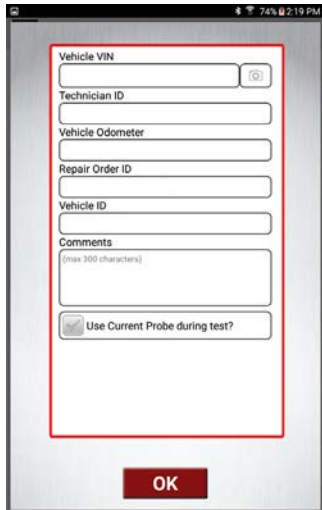 74% 2:19 PM
Vehicle VIN
Technician ID
Vehicle Odometer
Repair Order ID
Vehicle ID
Comments
(max 300 characters)
Use Current Probe during test?
OK